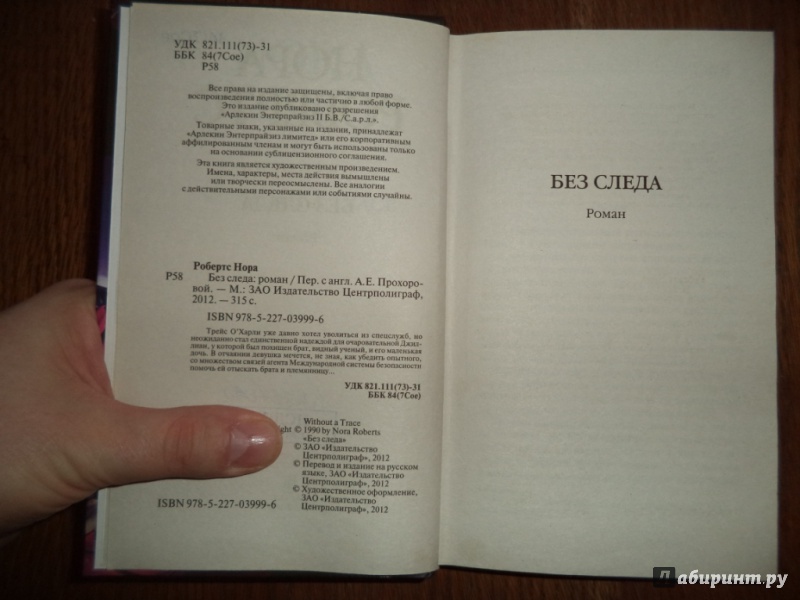 УДК 821.111(73)-31
ББК 84(7Сое)
Р58
Все права на издание защищены, включая право
воспроизведения полностью или частично в любой форме.
Это издание опубликовано с разрешения
«Арлекин Энтерпрайзиз II Б.В./С.а.р.л.».
Товарные знаки, указанные на издании, принадлежат
«Арлекин Энтерпрайзиз лимитед» или его корпоративным
аффилированным членам и могут быть использованы только
на основании сублицензионного соглашения.
Эта книга является художественным произведением.
Имена, характеры, места действия вымышлены
или творчески переосмыслены. Все аналогии
с действительными персонажами или событиями случайны.
Робертс Нора
Р58 Без следа: роман / Пер. с англ. А.Е. Прохоро-
вой. — М.: ЗАО Издательство Центрполиграф,
2012. — 315 с.
ISBN 978-5-227-03999-6
Трейс О'Харли уже давно хотел уволиться из спецслужб, но
неожиданно стал единственной надеждой для очаровательной Джил-
лиан, у которой был похищен брат, видный ученый, и его маленькая
дочь. В отчаянии девушка мечется, не зная, как убедить опытного,
со множеством связей агента Международной системы безопасности
помочь ей отыскать брата и племянницу...
УДК 821.111(73)-31
ББК 84(7Сое)
Without a Trace
© 1990 by Nora Roberts
«Без следа»
© ЗАО «Издательство
Центрполиграф», 2012
© Перевод и издание на русском
языке, ЗАО «Издательство
Центрполиграф», 2012
© Художественное оформление,
ЗАО «Издательство
Центрполиграф», 2012
ISBN 978-5-227-03999-6
БЕЗ СЛЕДА
Роман
Лабиринт.ру